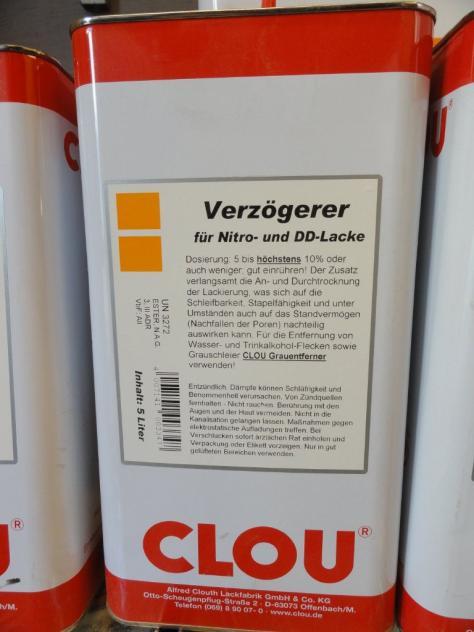 Verzögerer
für Nitro- und DD-Lacke
Dosierung: 5 bis höchstens 10% oder
auch weniger; gut einrühren! Der Zusatz
verlangsamt die An- und Durchtrocknung
der Lackierung, was sich auf die
Schleifbarkeit, Stapelfähigkeit und unter
Umständen auch auf das Standvermögen
(Nachfallen der Poren) nachteilig
auswirken kann. Für die Entfernung von
Wasser- und Trinkalkohol-Flecken sowie
Grauschleier CLOU Grauentferner
verwenden!
Entzündlich. Dämpfe können Schläfrigkeit und
Benommenheit verursachen. Von Zündquellen
fernhalten - Nicht rauchen. Berührung mit den
Augen und der Haut vermeiden. Nicht in die
Kanalisation gelangen lassen. Maßnahmen gegen
elektrostatische Aufladungen treffen. Bei
Verschlucken sofort ärztlichen Rat einholen und
Verpackung oder Etikett vorzeigen. Nur in gut
gelüfteten Bereichen verwenden.
UN 3272
ESTER, N.A.G.
3, III ADR
VbF: AII
Inhalt: 5 Liter
CLOU®
Alfred Clouth Lackfabrik GmbH & Co. KG
Otto-Scheugenpflug-Straße 2 · D-63073 Offenbach/M.
Telefon (069) 8 90 07-0 ·
CLOU®